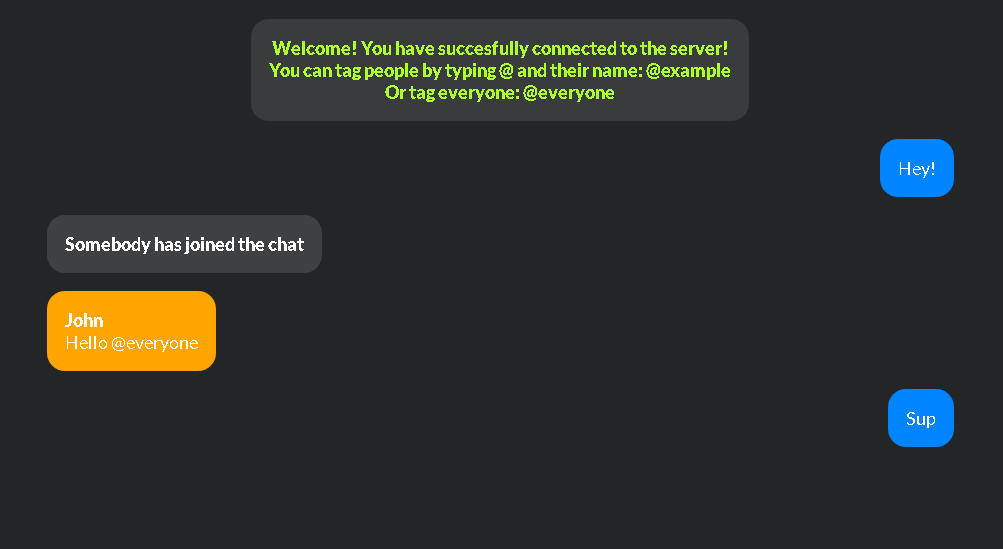 Welcome! You have succesfully connected to the server!
You can tag people by typing @ and their name: @example
Or tag everyone: @everyone
Hey!
Somebody has joined the chat
John
Hello @everyone
Sup